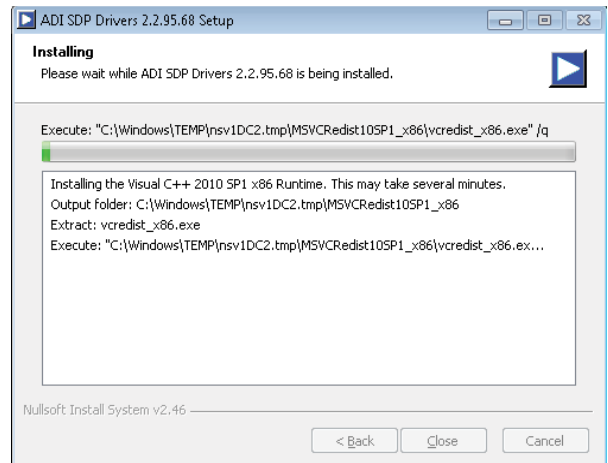 ADI SDP Drivers 2.2.95.68 Setup
Installing
Please wait while ADI SDP Drivers 2.2.95.68 is being installed.
Execute: "C:\Windows\TEMP\nsv1DC2.tmp\MSVCRedist10SP1_x86\vcredist_x86.exe" /q
Installing the Visual C++ 2010 SP1 x86 Runtime. This may take several minutes.
Output folder: C:\Windows\TEMP\nsv1DC2.tmp\MSVCRedist10SP1_x86
Extract: vcredist_x86.exe
Execute: "C:\Windows\TEMP\nsv1DC2.tmp\MSVCRedist10SP1_x86\vcredist_x86.ex...
Nullsoft Install System v2.46
< Back Close Cancel